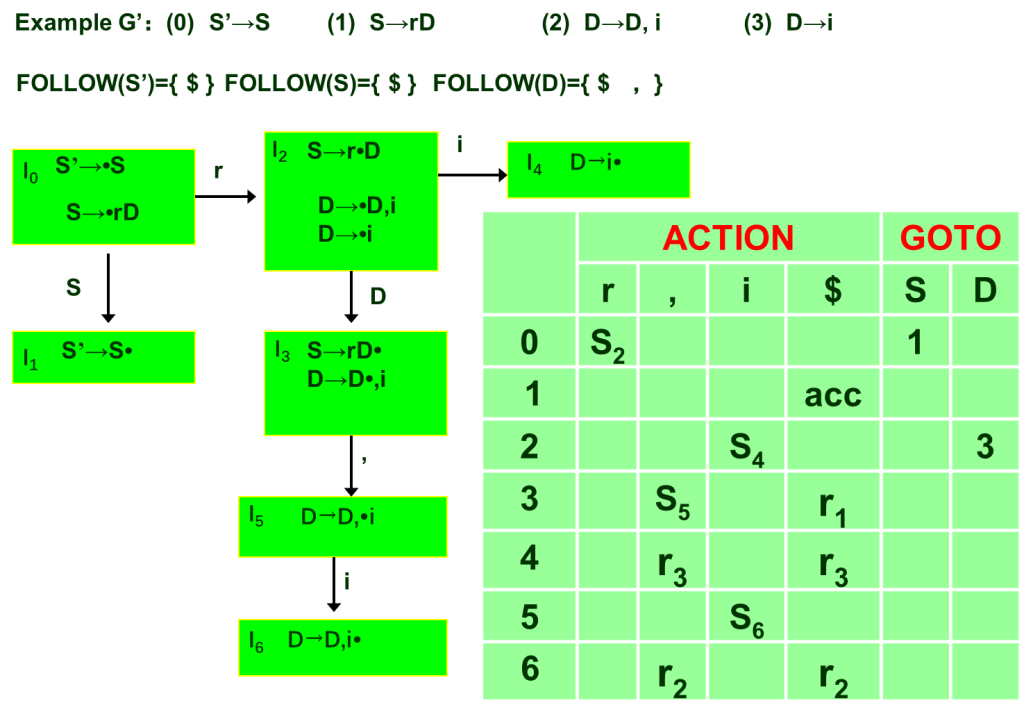 Example G’：(0) S’→S (1) S→rD (2) D→D, i (3) D→i
FOLLOW(S’)={ $ } FOLLOW(S)={ $ } FOLLOW(D)={ $ , }
I0 S’→•S
S→•rD
r
I2 S→r•D
D→•D,i
D→•i
i
I4 D→i•
S
D
I1 S’→S•
I3 S→rD•
D→D•,i
,
I5 D→D,•i
i
I6 D→D,i•
ACTION GOTO
r , i $ S D
0 S2 1
1 acc
2 S4 3
3 S5 r1
4 r3 r3
5 S6
6 r2 r2